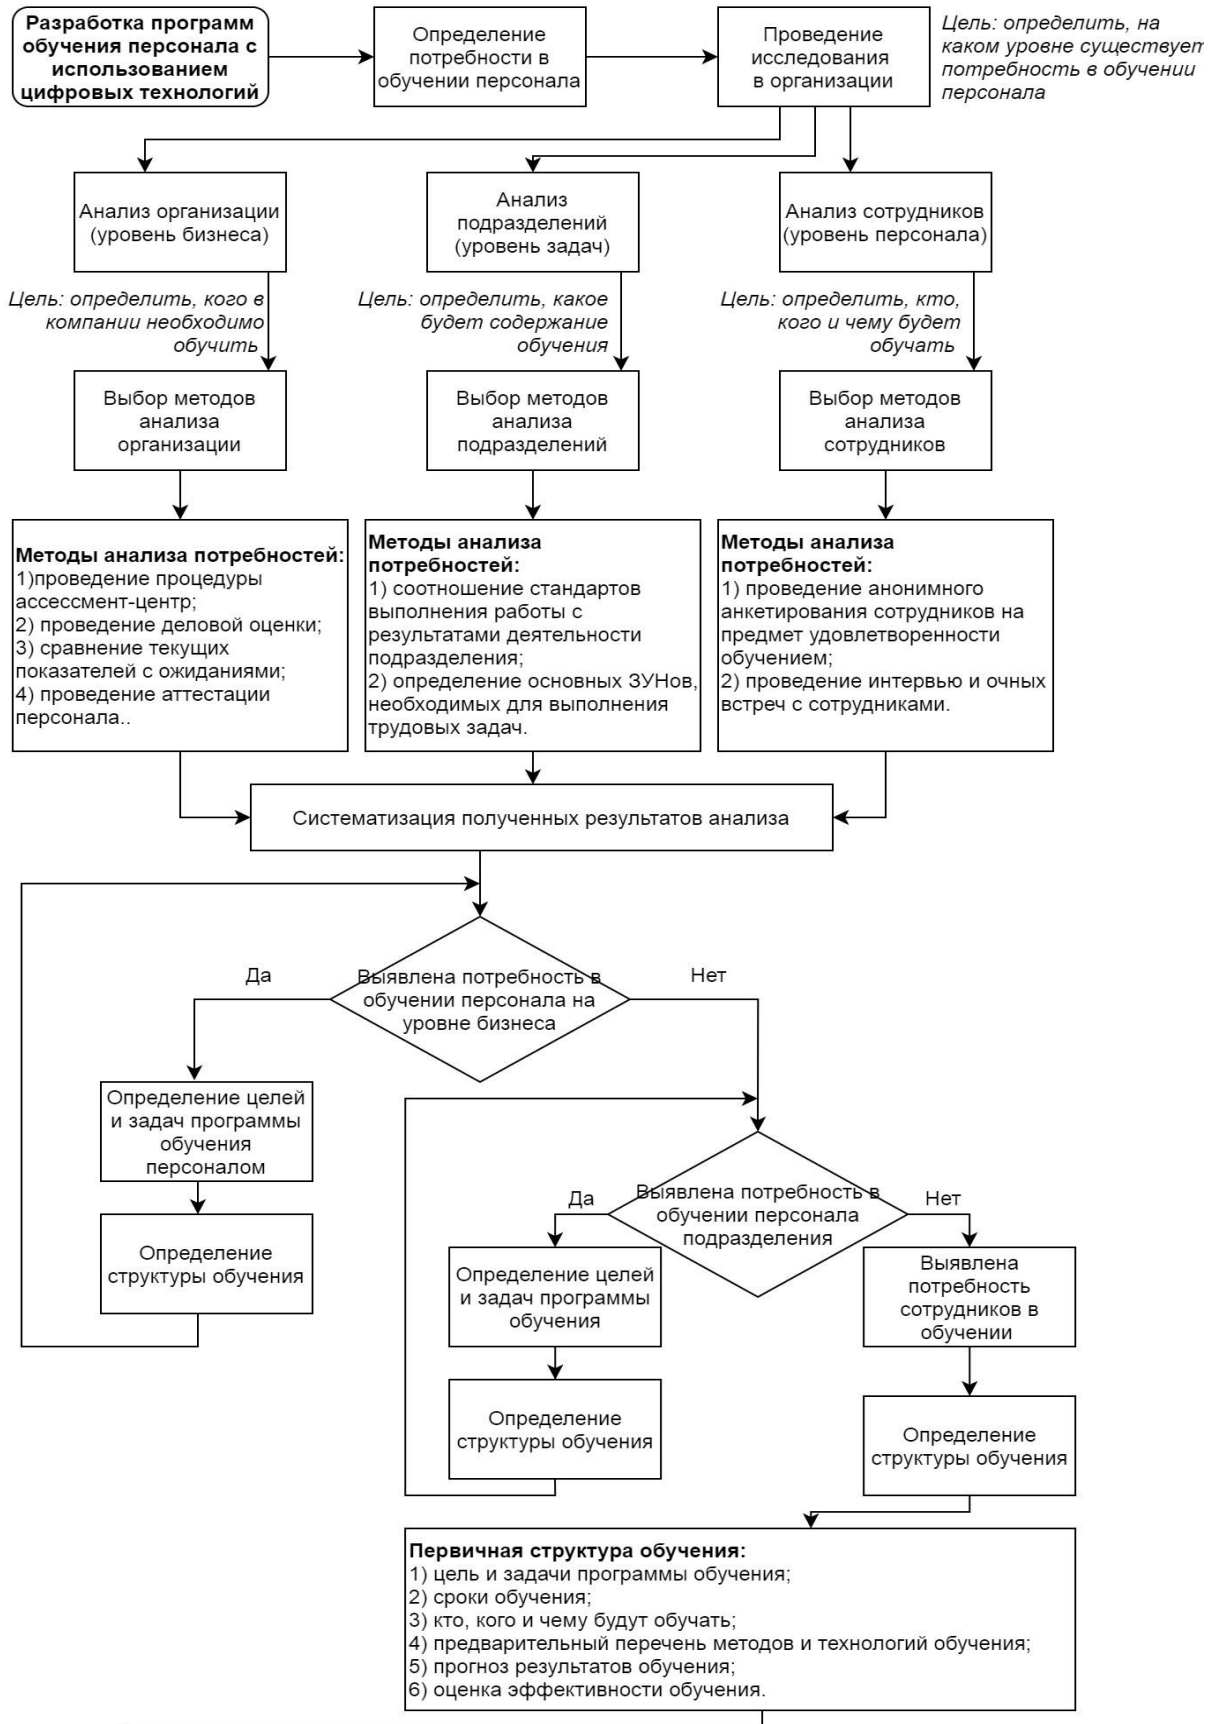 Разработка программ
обучения персонала с
использованием
цифровых технологий
Определение
потребности в
обучении персонала
Проведение
исследования
в организации
Цель: определить, на
каком уровне существует
потребность в обучении
персонала
Анализ организации
(уровень бизнеса)
Анализ
подразделений
(уровень задач)
Анализ сотрудников
(уровень персонала)
Цель: определить, кого в
компании необходимо
обучить
Цель: определить, какое
будет содержание
обучения
Цель: определить, кто,
кого и чему будет
обучать
Выбор методов
анализа
организации
Выбор методов
анализа
подразделений
Выбор методов
анализа
сотрудников
Методы анализа потребностей:
1)проведение процедуры
ассессмент-центр;
2) проведение деловой оценки;
3) сравнение текущих
показателей с ожиданиями;
4) проведение аттестации
персонала..
Методы анализа
потребностей:
1) соотношение стандартов
выполнения работы с
результатами деятельности
подразделения;
2) определение основных ЗУНов,
необходимых для выполнения
трудовых задач.
Методы анализа
потребностей:
1) проведение анонимного
анкетирования сотрудников на
предмет удовлетворенности
обучением;
2) проведение интервью и очных
встреч с сотрудниками.
Систематизация полученных результатов анализа
Выявлена потребность в
обучении персонала на
уровне бизнеса
Да
Нет
Определение целей
и задач программы
обучения
персоналом
Определение
структуры обучения
Выявлена потребность в
обучении персонала
подразделения
Да
Нет
Определение целей
и задач программы
обучения
Определение
структуры обучения
Выявлена
потребность
сотрудников в
обучении
Определение
структуры обучения
Первичная структура обучения:
1) цель и задачи программы обучения;
2) сроки обучения;
3) кто, кого и чему будут обучать;
4) предварительный перечень методов и технологий обучения;
5) прогноз результатов обучения;
6) оценка эффективности обучения.